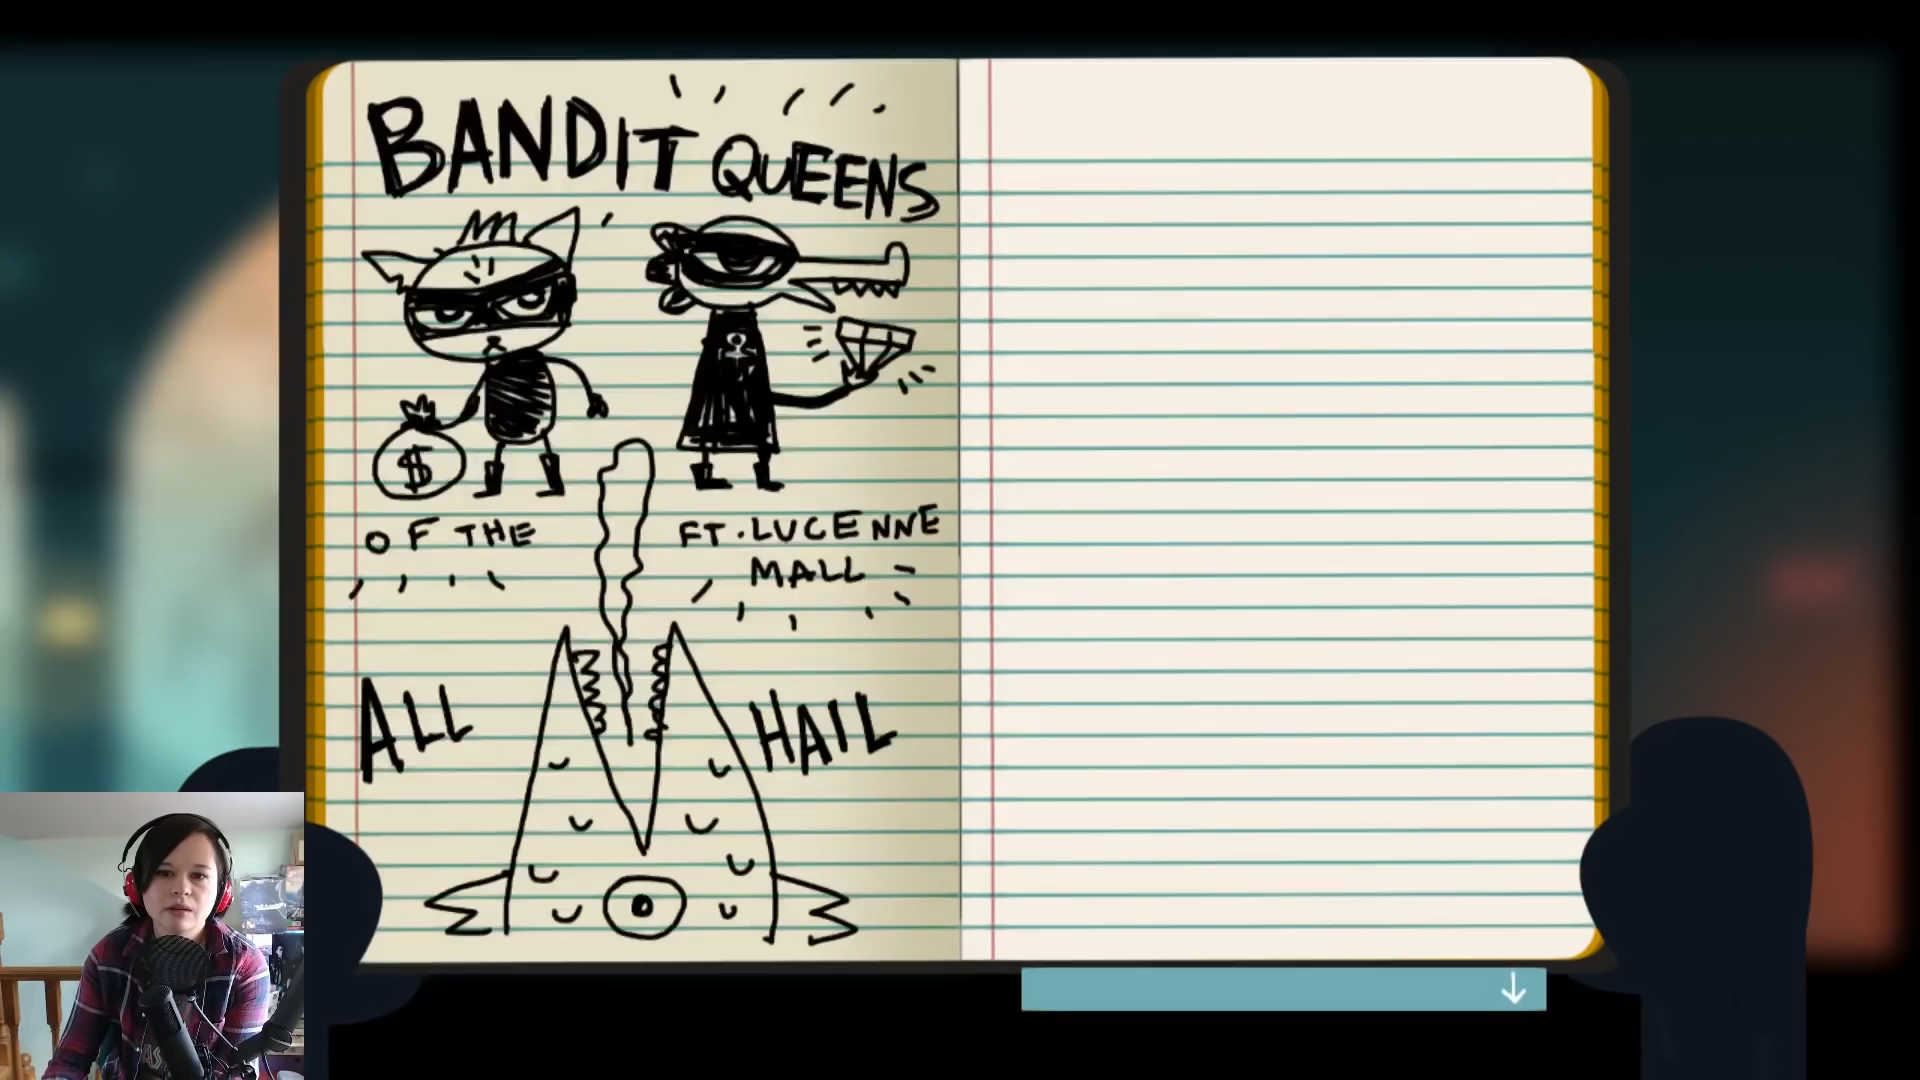 BANDIT QUEENS
$
OF THE FT. LUCENNE
MALL
ALL HAIL